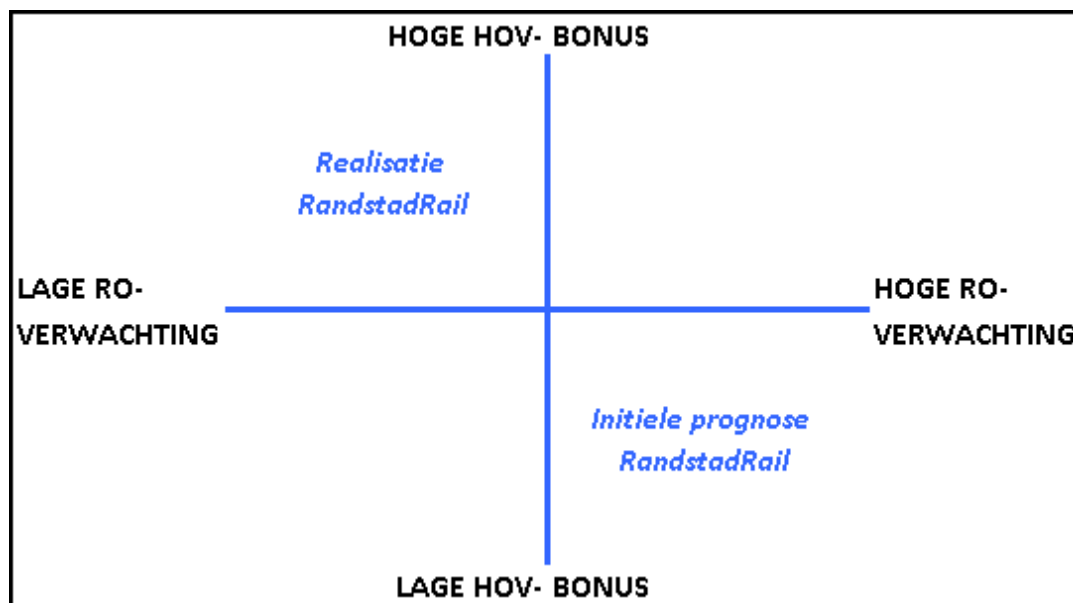 HOGE HOV- BONUS
Realisatie
RandstadRail
LAGE RO-
VERWACHTING
HOGE RO-
VERWACHTING
Initiele prognose
RandstadRail
LAGE HOV- BONUS